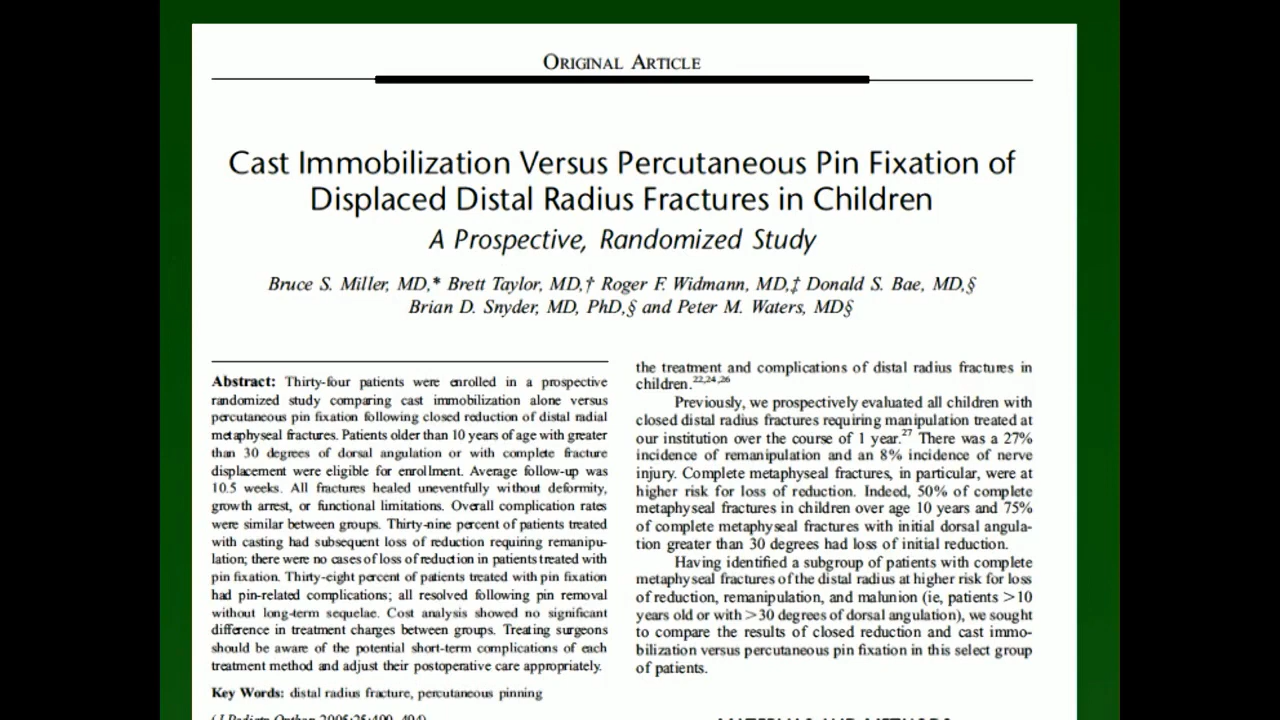 ORIGINAL ARTICLE
Cast Immobilization Versus Percutaneous Pin Fixation of
Displaced Distal Radius Fractures in Children
A Prospective, Randomized Study
Bruce S. Miller, MD,* Brett Taylor, MD,† Roger F. Widmann, MD,‡ Donald S. Bae, MD,§
Brian D. Snyder, MD, PhD,§ and Peter M. Waters, MD§
Abstract: Thirty-four patients were enrolled in a prospective
randomized study comparing cast immobilization alone versus
percutaneous pin fixation following closed reduction of distal radial
metaphyseal fractures. Patients older than 10 years of age with greater
than 30 degrees of dorsal angulation or with complete fracture
displacement were eligible for enrollment. Average follow-up was
10.5 weeks. All fractures healed uneventfully without deformity,
growth arrest, or functional limitations. Overall complication rates
were similar between groups. Thirty-nine percent of patients treated
with casting had subsequent loss of reduction requiring remanipu-
lation; there were no cases of loss of reduction in patients treated with
pin fixation. Thirty-eight percent of patients treated with pin fixation
had pin-related complications; all resolved following pin removal
without long-term sequelae. Cost analysis showed no significant
difference in treatment charges between groups. Treating surgeons
should be aware of the potential short-term complications of each
treatment method and adjust their postoperative care appropriately.
Key Words: distal radius fracture, percutaneous pinning
(J Pediatr Orthop 2005;25:490–494)
the treatment and complications of distal radius fractures in
children.22,24,26
Previously, we prospectively evaluated all children with
closed distal radius fractures requiring manipulation treated at
our institution over the course of 1 year.27 There was a 27%
incidence of remanipulation and an 8% incidence of nerve
injury. Complete metaphyseal fractures, in particular, were at
higher risk for loss of reduction. Indeed, 50% of complete
metaphyseal fractures in children over age 10 years and 75%
of complete metaphyseal fractures with initial dorsal angula-
tion greater than 30 degrees had loss of initial reduction.
Having identified a subgroup of patients with complete
metaphyseal fractures of the distal radius at higher risk for loss
of reduction, remanipulation, and malunion (ie, patients >10
years old or with >30 degrees of dorsal angulation), we sought
to compare the results of closed reduction and cast immo-
bilization versus percutaneous pin fixation in this select group
of patients.
MATERIALS AND METHODS